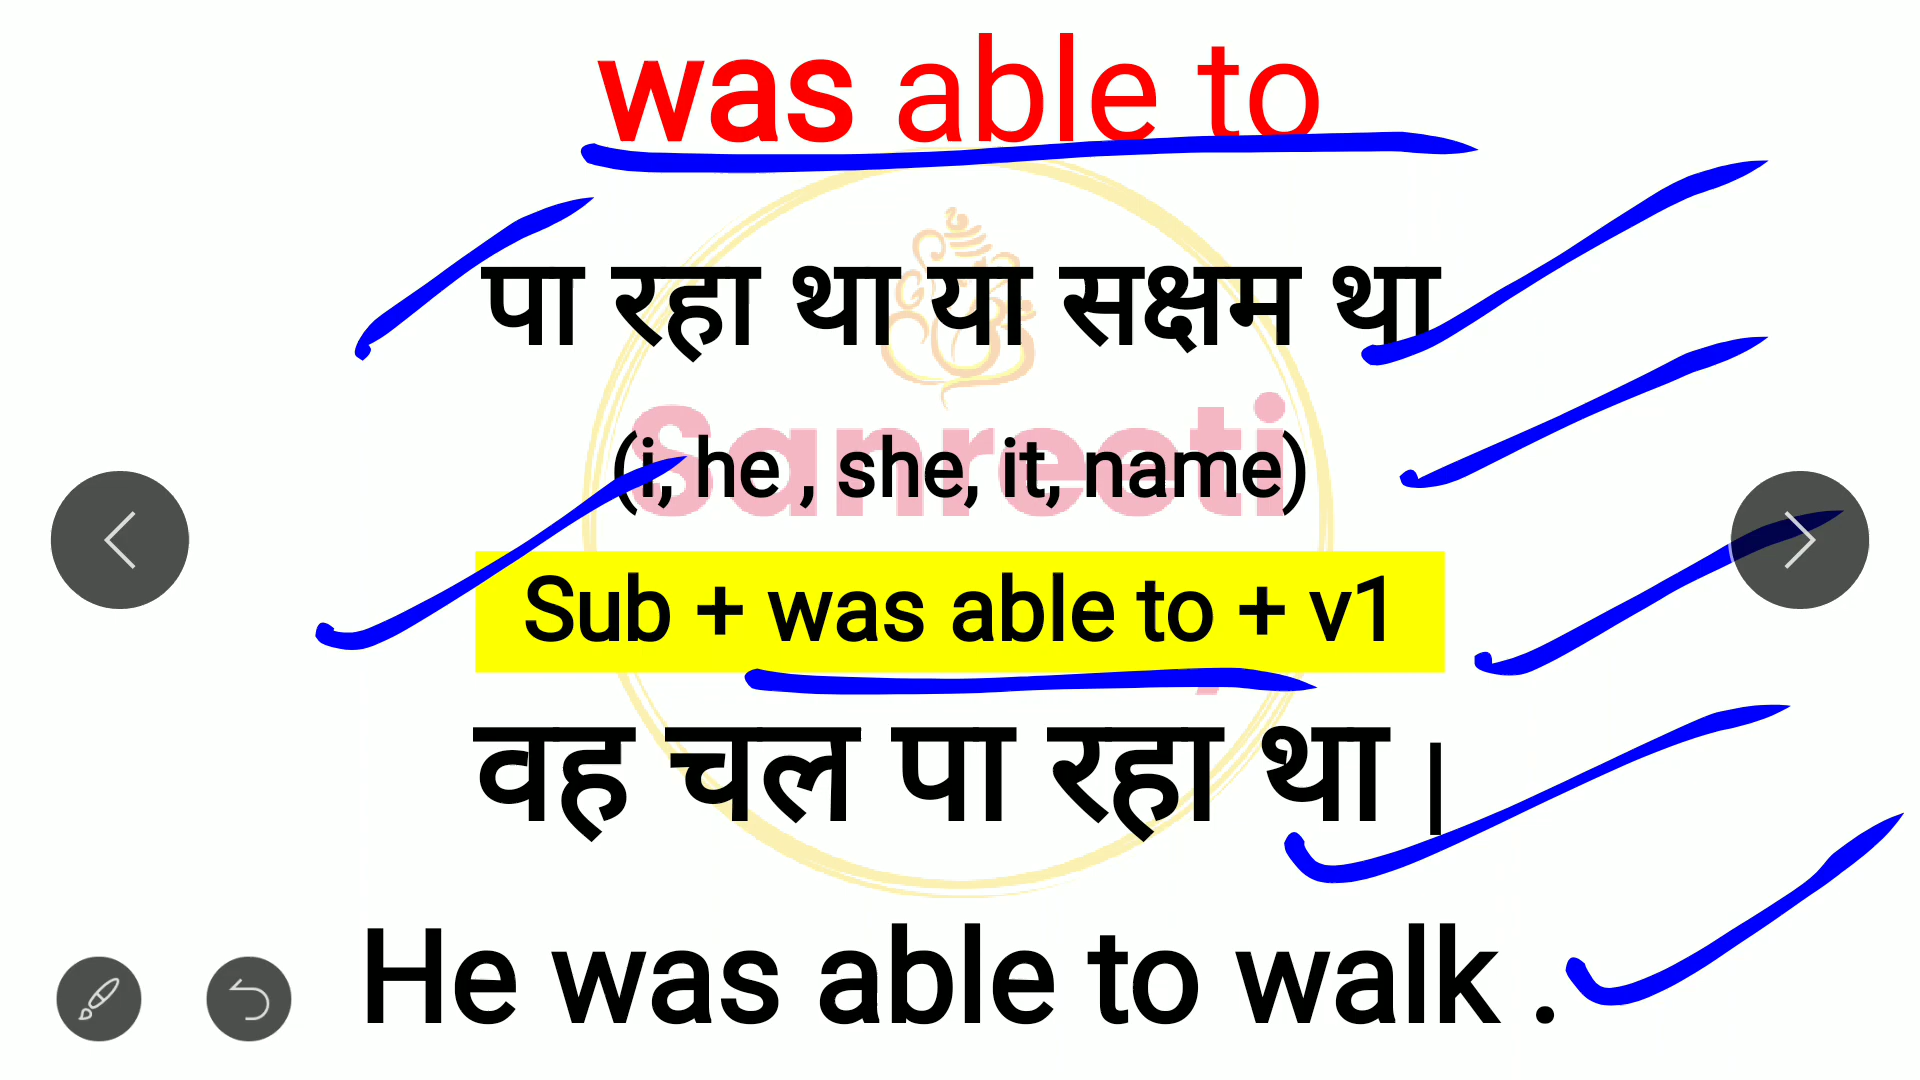 was able to
पा रहा था या सक्षम था
Sanreeti
(i, he , she, it, name)
Sub + was able to + v1
वह चल पा रहा था |
He was able to walk .